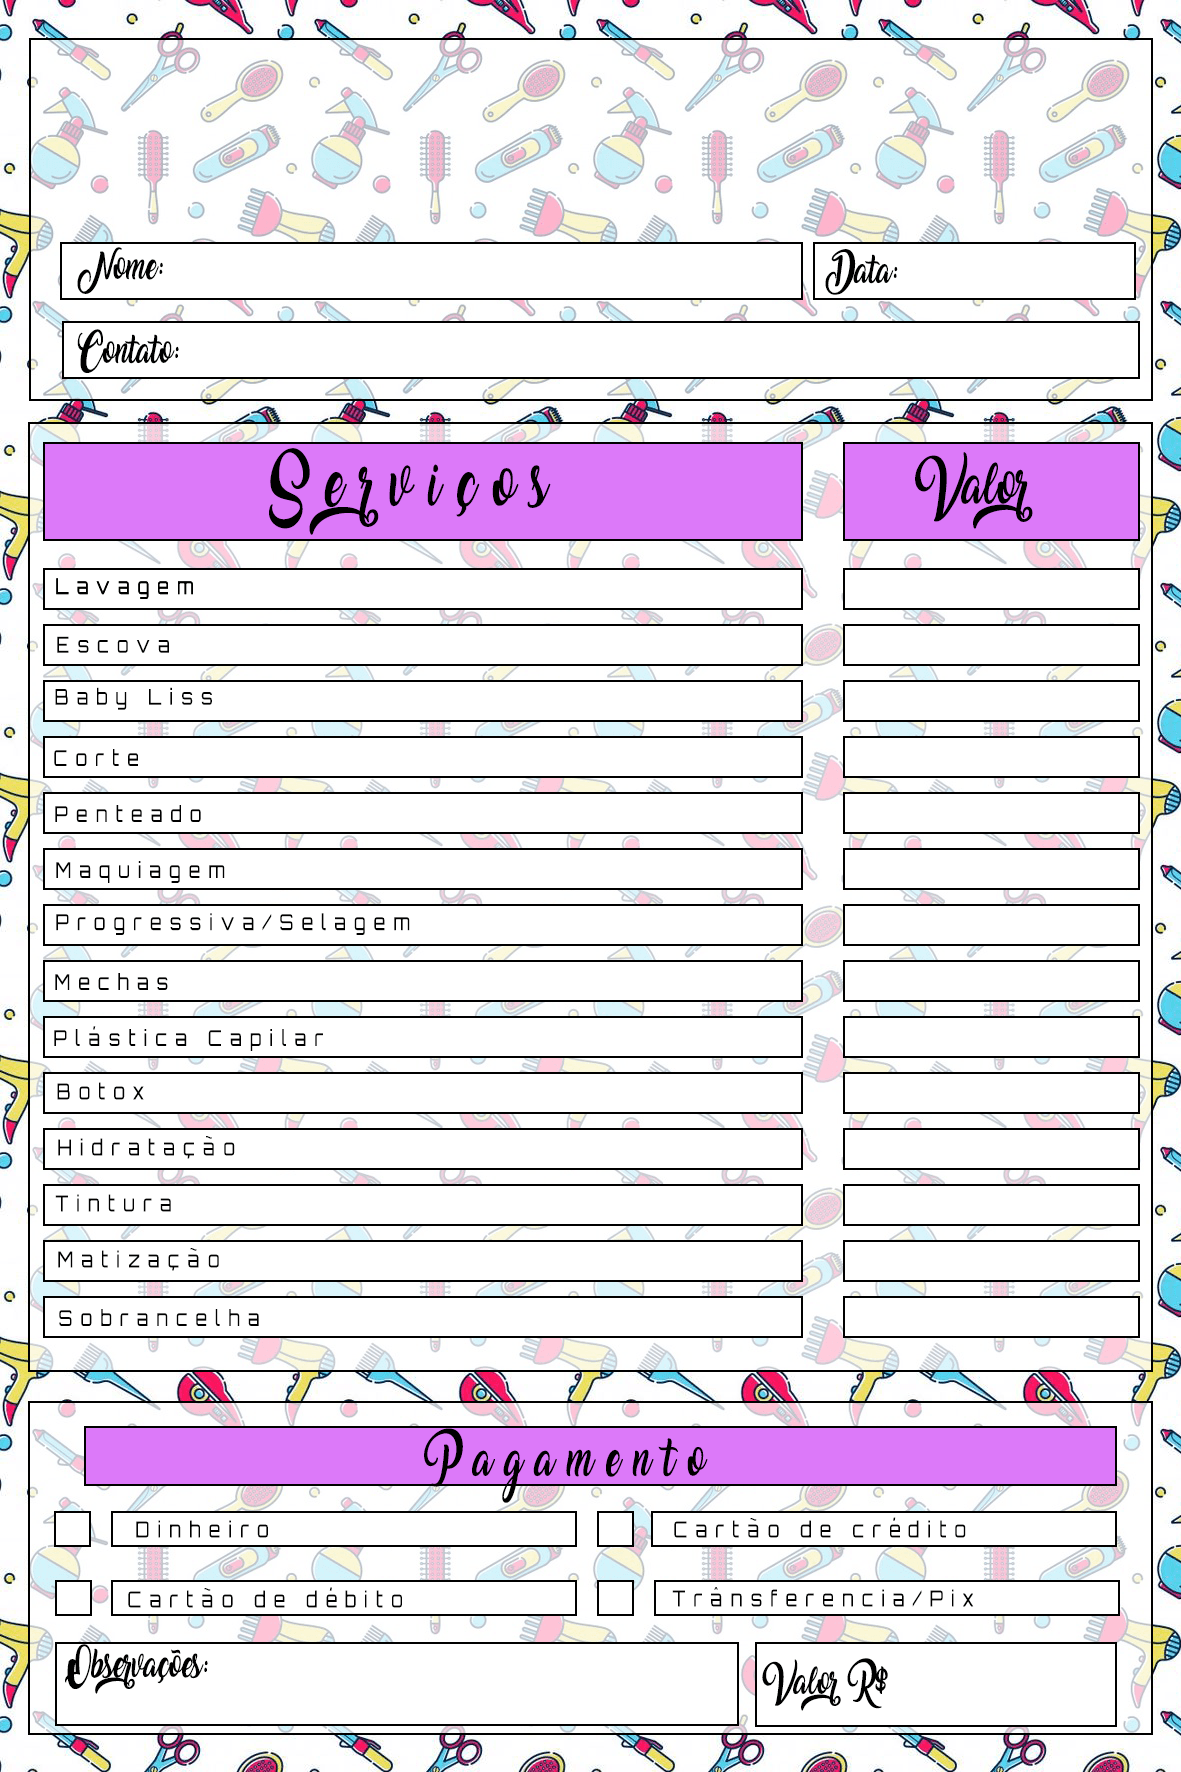 Nome: Data:
Contato:
Serviços Valor
Lavagem
Escova
Baby Liss
Corte
Penteado
Maquiagem
Progressiva/Selagem
Mechas
Plástica Capilar
Botox
Hidratação
Tintura
Matização
Sobrancelha
Pagamento
Dinheiro Cartão de crédito
Cartão de débito Trânsferencia/Pix
Observações:
Valor R$